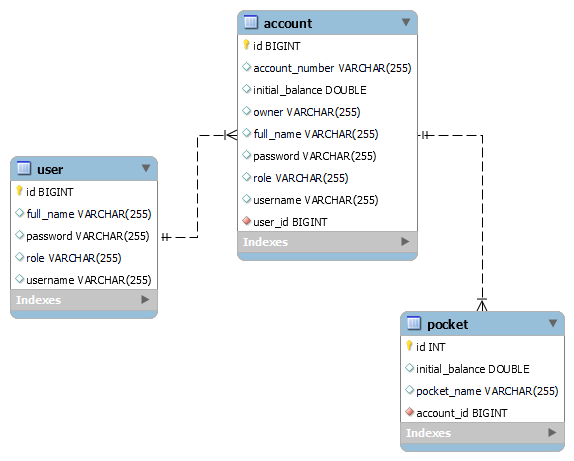 account
id BIGINT
account_number VARCHAR(255)
initial_balance DOUBLE
owner VARCHAR(255)
full_name VARCHAR(255)
password VARCHAR(255)
role VARCHAR(255)
username VARCHAR(255)
user_id BIGINT
Indexes
user
id BIGINT
full_name VARCHAR(255)
password VARCHAR(255)
role VARCHAR(255)
username VARCHAR(255)
Indexes
pocket
id INT
initial_balance DOUBLE
pocket_name VARCHAR(255)
account_id BIGINT
Indexes